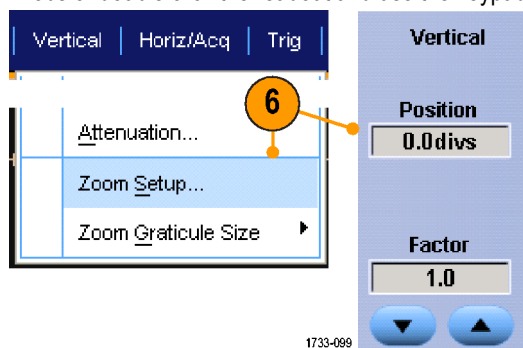 Vertical | Horiz/Acq | Trig
Attenuation...
Zoom Setup...
Zoom Graticule Size
6
Vertical
Position
0.0divs
Factor
1.0
1733-099